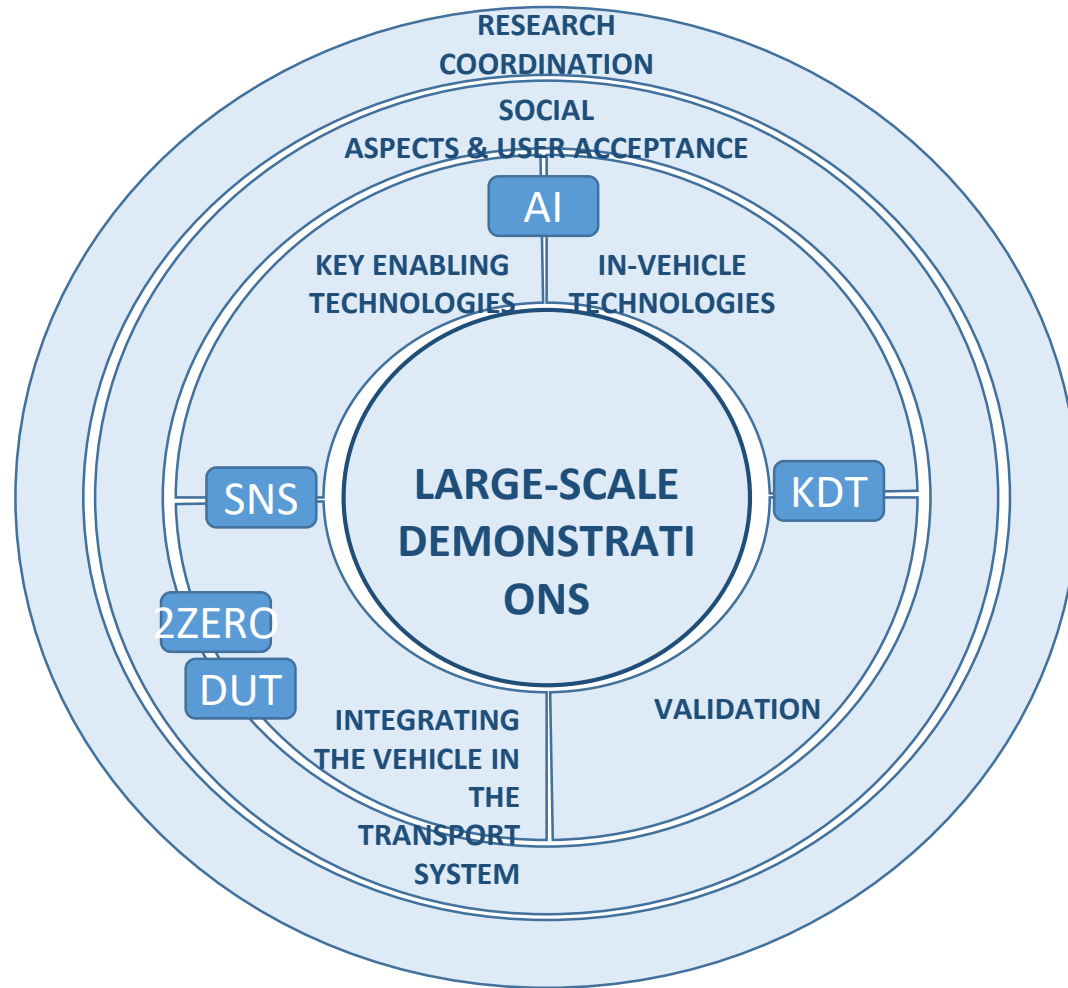 RESEARCH
COORDINATION
SOCIAL
ASPECTS & USER ACCEPTANCE
AI
KEY ENABLING
TECHNOLOGIES
IN-VEHICLE
TECHNOLOGIES
SNS
LARGE-SCALE
DEMONSTRATI
ONS
KDT
2ZERO
DUT
INTEGRATING
THE VEHICLE IN
THE
TRANSPORT
SYSTEM
VALIDATION